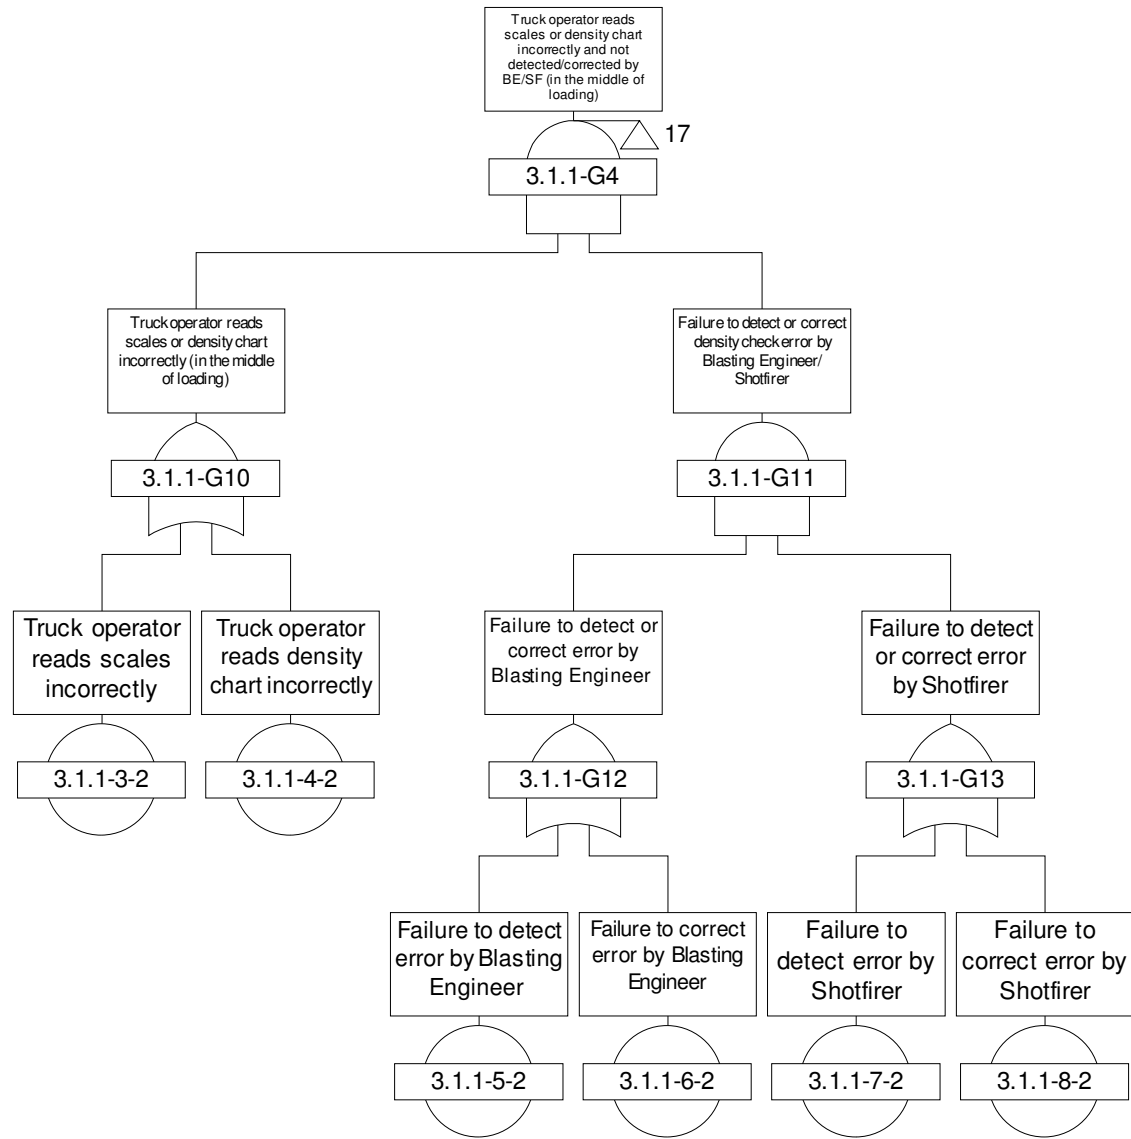 Truck operator reads
scales or density chart
incorrectly and not
detected/corrected by
BE/SF (in the middle of
loading)
17
3.1.1-G4
Truck operator reads
scales or density chart
incorrectly (in the middle
of loading)
Failure to detect or correct
density check error by
Blasting Engineer/
Shotfirer
3.1.1-G10
3.1.1-G11
Truck operator
reads scales
incorrectly
Truck operator
reads density
chart incorrectly
Failure to detect or
correct error by
Blasting Engineer
Failure to detect
or correct error
by Shotfirer
3.1.1-3-2
3.1.1-4-2
3.1.1-G12
3.1.1-G13
Failure to detect
error by Blasting
Engineer
Failure to correct
error by Blasting
Engineer
Failure to
detect error by
Shotfirer
Failure to
correct error by
Shotfirer
3.1.1-5-2
3.1.1-6-2
3.1.1-7-2
3.1.1-8-2